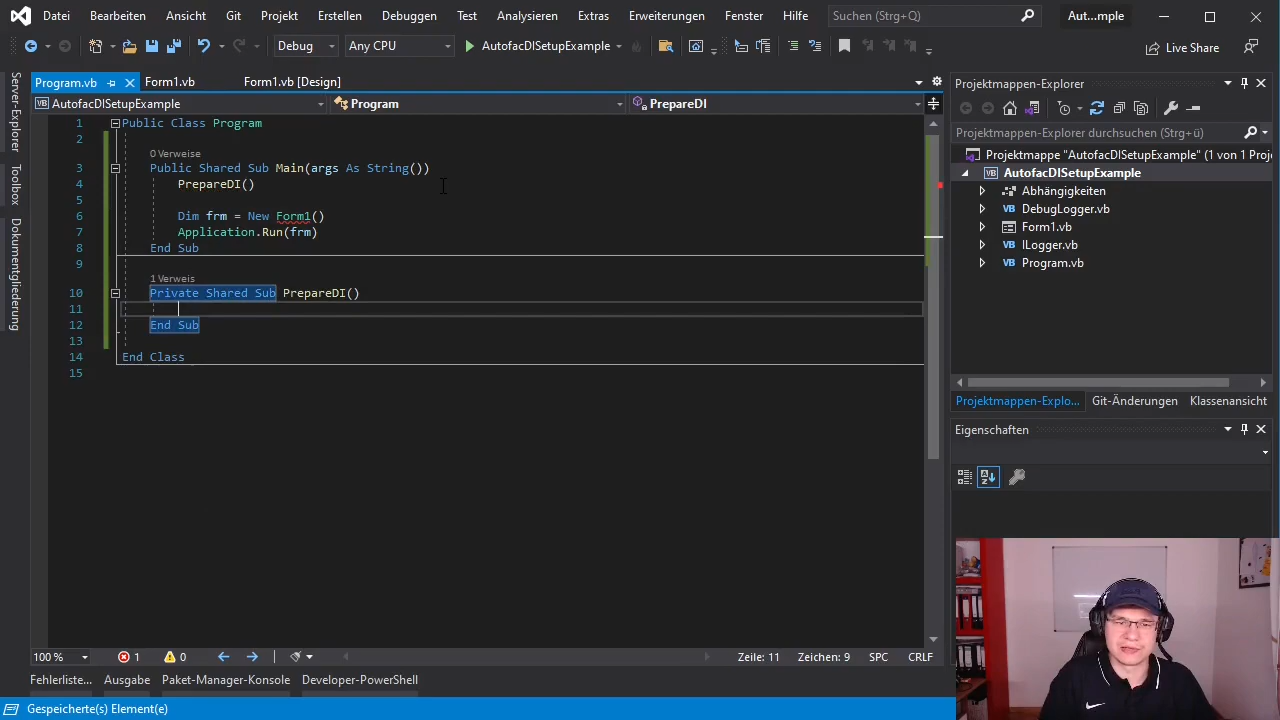 Datei Bearbeiten Ansicht Git Projekt Erstellen Debuggen Test Analysieren Extras Erweiterungen Fenster Hilfe Suchen (Strg+Q) Aut...mple
Debug Any CPU AutofacDISetupExample Live Share
Server-Explorer
Toolbox
Dokumentgliederung
Program.vb Form1.vb Form1.vb [Design]
AutofacDISetupExample Program PrepareDI
1 Public Class Program
2
0 Verweise
3 Public Shared Sub Main(args As String())
4 PrepareDI()
5
6 Dim frm = New Form1()
7 Application.Run(frm)
8 End Sub
9
1 Verweis
10 Private Shared Sub PrepareDI()
11
12 End Sub
13
14 End Class
15
100 % 1 0 Zeile: 11 Zeichen: 9 SPC CRLF
Fehlerliste... Ausgabe Paket-Manager-Konsole Developer-PowerShell
Gespeicherte(s) Element(e)
Projektmappen-Explorer
Projektmappen-Explorer durchsuchen (Strg+ü)
Projektmappe "AutofacDISetupExample" (1 von 1 Proje
AutofacDISetupExample
Abhängigkeiten
DebugLogger.vb
Form1.vb
ILogger.vb
Program.vb
Projektmappen-Explo... Git-Änderungen Klassenansicht
Eigenschaften